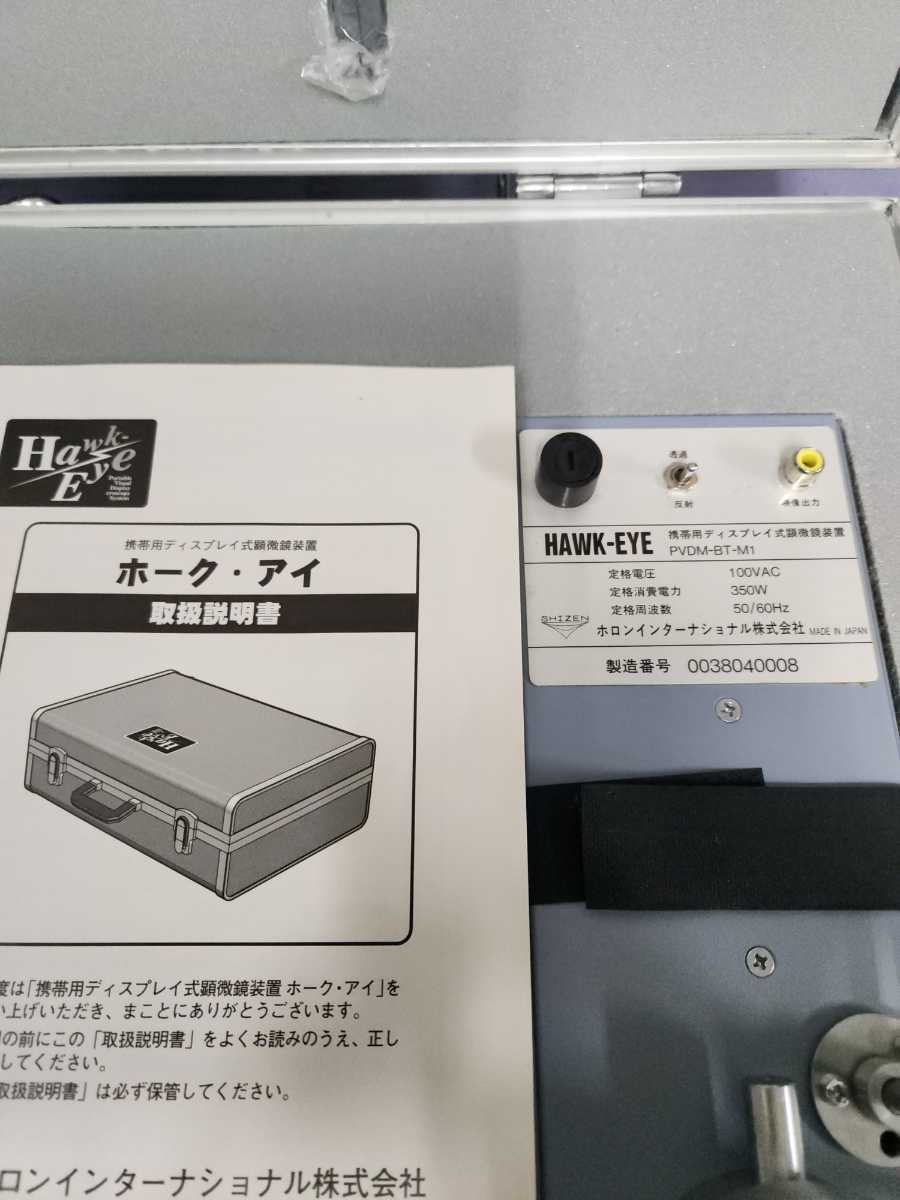 Hawk-
Eye
Portable
Visual
Display
croscope
System
携帯用ディスプレイ式顕微鏡装置
ホーク・アイ
取扱説明書
度は「携帯用ディスプレイ式顕微鏡装置 ホーク・アイ」を
い上げいただき、まことにありがとうございます。
の前にこの「取扱説明書」をよくお読みのうえ、正し
してください。
取扱説明書」は必ず保管してください。
ロンインターナショナル株式会社
透過
反射
映像出力
HAWK-EYE 携帯用ディスプレイ式顕微鏡装置
PVDM-BT-M1
定格電圧 100VAC
定格消費電力 350W
定格周波数 50/60Hz
SHIZEN ホロンインターナショナル株式会社 MADE IN JAPAN
製造番号 0038040008